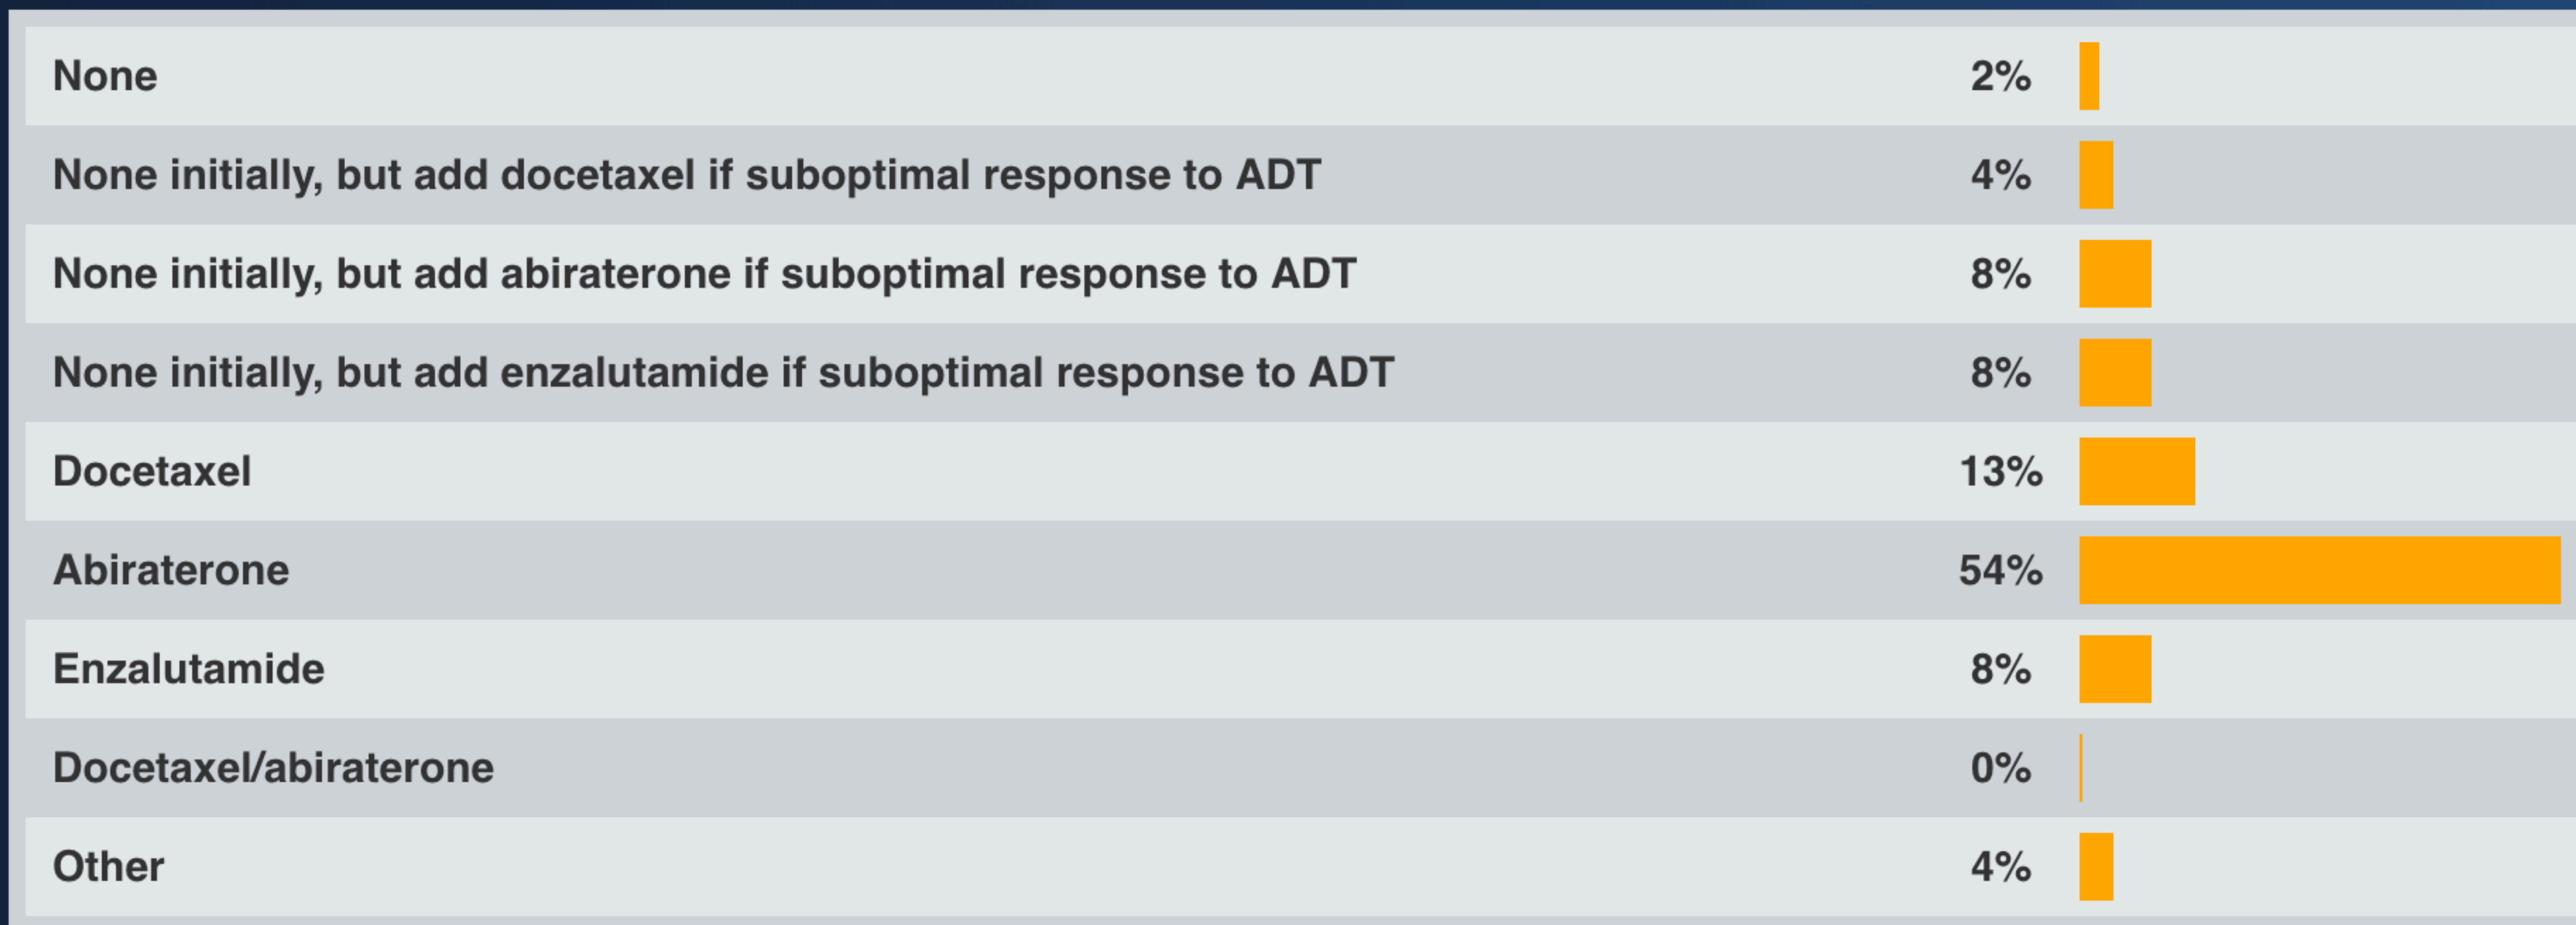 None 2%
None initially, but add docetaxel if suboptimal response to ADT 4%
None initially, but add abiraterone if suboptimal response to ADT 8%
None initially, but add enzalutamide if suboptimal response to ADT 8%
Docetaxel 13%
Abiraterone 54%
Enzalutamide 8%
Docetaxel/abiraterone 0%
Other 4%